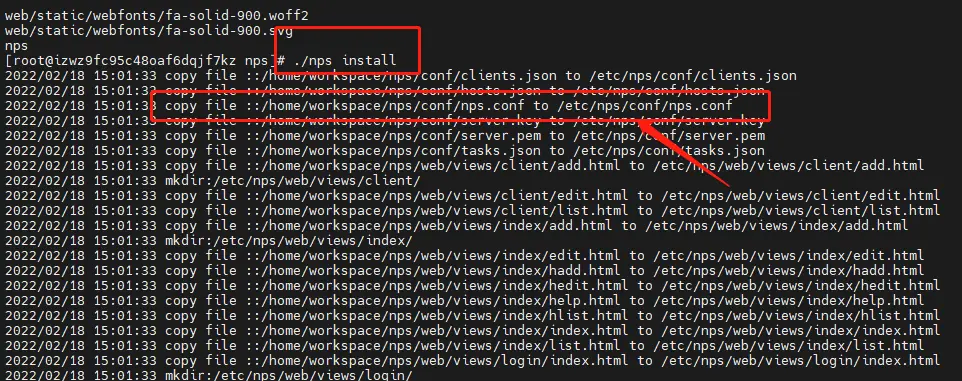 web/static/webfonts/fa-solid-900.woff2
web/static/webfonts/fa-solid-900.svg
nps
[root@izwz9fc95c48oaf6dqjf7kz nps]# ./nps install
2022/02/18 15:01:33 copy file ::/home/workspace/nps/conf/clients.json to /etc/nps/conf/clients.json
2022/02/18 15:01:33 copy file ::/home/workspace/nps/conf/hosts.json to /etc/nps/conf/hosts.json
2022/02/18 15:01:33 copy file ::/home/workspace/nps/conf/nps.conf to /etc/nps/conf/nps.conf
2022/02/18 15:01:33 copy file ::/home/workspace/nps/conf/server.key to /etc/nps/conf/server.key
2022/02/18 15:01:33 copy file ::/home/workspace/nps/conf/server.pem to /etc/nps/conf/server.pem
2022/02/18 15:01:33 copy file ::/home/workspace/nps/conf/tasks.json to /etc/nps/conf/tasks.json
2022/02/18 15:01:33 copy file ::/home/workspace/nps/web/views/client/add.html to /etc/nps/web/views/client/add.html
2022/02/18 15:01:33 mkdir:/etc/nps/web/views/client/
2022/02/18 15:01:33 copy file ::/home/workspace/nps/web/views/client/edit.html to /etc/nps/web/views/client/edit.html
2022/02/18 15:01:33 copy file ::/home/workspace/nps/web/views/client/list.html to /etc/nps/web/views/client/list.html
2022/02/18 15:01:33 copy file ::/home/workspace/nps/web/views/index/add.html to /etc/nps/web/views/index/add.html
2022/02/18 15:01:33 mkdir:/etc/nps/web/views/index/
2022/02/18 15:01:33 copy file ::/home/workspace/nps/web/views/index/edit.html to /etc/nps/web/views/index/edit.html
2022/02/18 15:01:33 copy file ::/home/workspace/nps/web/views/index/hadd.html to /etc/nps/web/views/index/hadd.html
2022/02/18 15:01:33 copy file ::/home/workspace/nps/web/views/index/hedit.html to /etc/nps/web/views/index/hedit.html
2022/02/18 15:01:33 copy file ::/home/workspace/nps/web/views/index/help.html to /etc/nps/web/views/index/help.html
2022/02/18 15:01:33 copy file ::/home/workspace/nps/web/views/index/hlist.html to /etc/nps/web/views/index/hlist.html
2022/02/18 15:01:33 copy file ::/home/workspace/nps/web/views/index/index.html to /etc/nps/web/views/index/index.html
2022/02/18 15:01:33 copy file ::/home/workspace/nps/web/views/index/list.html to /etc/nps/web/views/index/list.html
2022/02/18 15:01:33 copy file ::/home/workspace/nps/web/views/login/index.html to /etc/nps/web/views/login/index.html
2022/02/18 15:01:33 mkdir:/etc/nps/web/views/login/